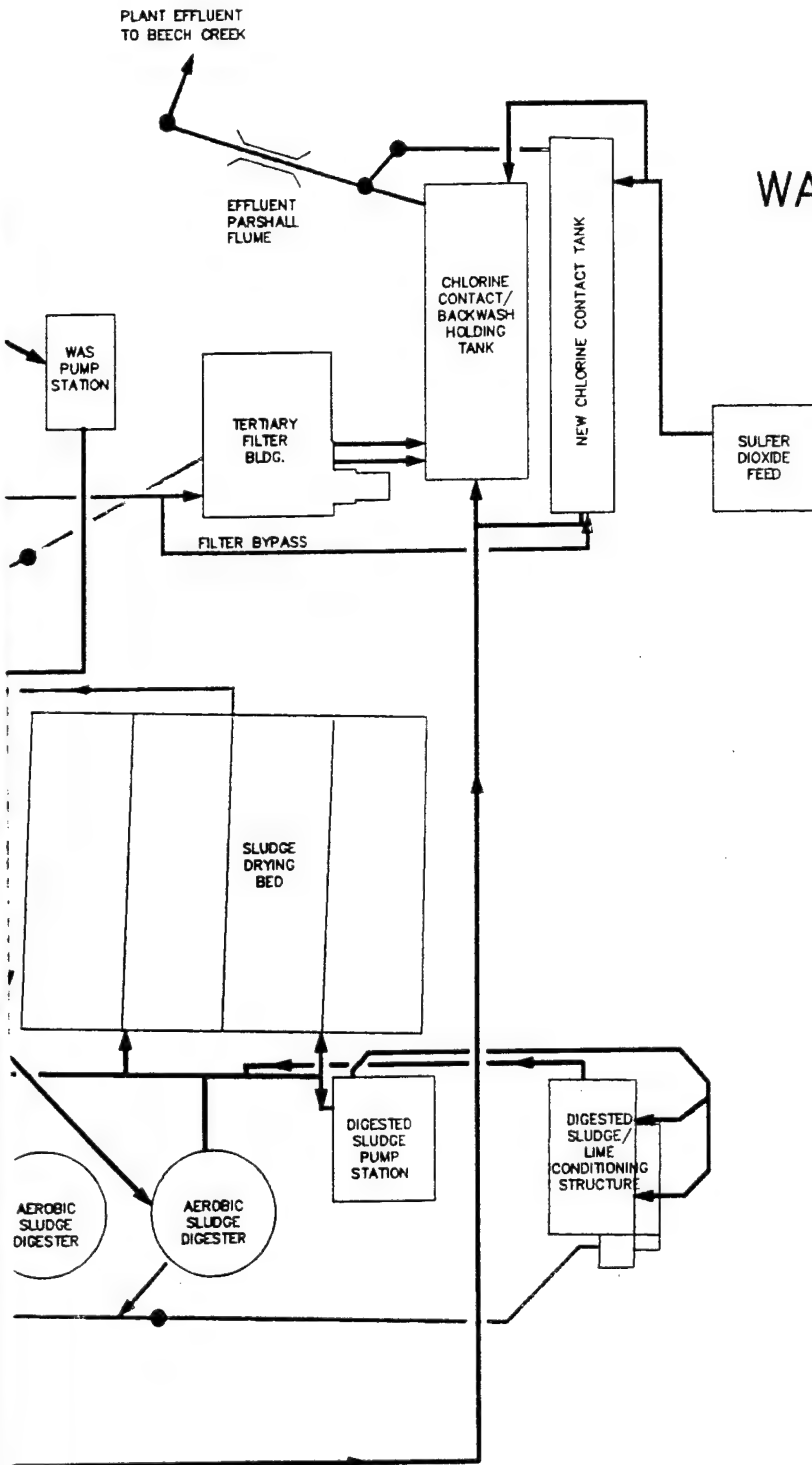 PLANT EFFLUENT
TO BEECH CREEK
WA
EFFLUENT
PARSHALL
FLUME
CHLORINE
CONTACT/
BACKWASH
HOLDING
TANK
NEW CHLORINE CONTACT TANK
WAS
PUMP
STATION
TERTIARY
FILTER
BLDG.
SULFER
DIOXIDE
FEED
FILTER BYPASS
SLUDGE
DRYING
BED
DIGESTED
SLUDGE
PUMP
STATION
DIGESTED
SLUDGE/
LIME
CONDITIONING
STRUCTURE
AEROBIC
SLUDGE
DIGESTER
AEROBIC
SLUDGE
DIGESTER